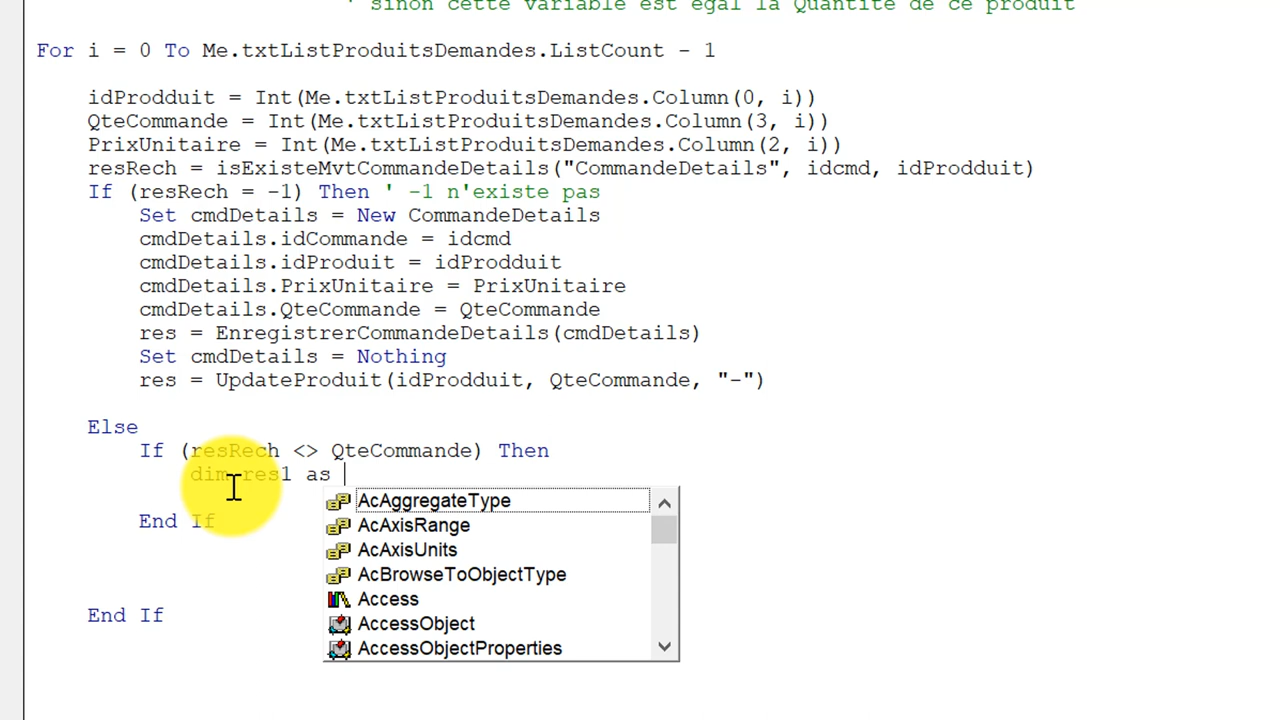 ' sinon cette variable est égal la Quantité de ce produit
For i = 0 To Me.txtListProduitsDemandes.ListCount - 1
idProdduit = Int(Me.txtListProduitsDemandes.Column(0, i))
QteCommande = Int(Me.txtListProduitsDemandes.Column(3, i))
PrixUnitaire = Int(Me.txtListProduitsDemandes.Column(2, i))
resRech = isExisteMvtCommandeDetails("CommandeDetails", idcmd, idProdduit)
If (resRech = -1) Then ' -1 n'existe pas
Set cmdDetails = New CommandeDetails
cmdDetails.idCommande = idcmd
cmdDetails.idProduit = idProdduit
cmdDetails.PrixUnitaire = PrixUnitaire
cmdDetails.QteCommande = QteCommande
res = EnregistrerCommandeDetails(cmdDetails)
Set cmdDetails = Nothing
res = UpdateProduit(idProdduit, QteCommande, "-")
Else
If (resRech <> QteCommande) Then
dim res1 as
AcAggregateType
AcAxisRange
End If
AcAxisUnits
AcBrowseToObjectType
Access
End If
AccessObject
AccessObjectProperties